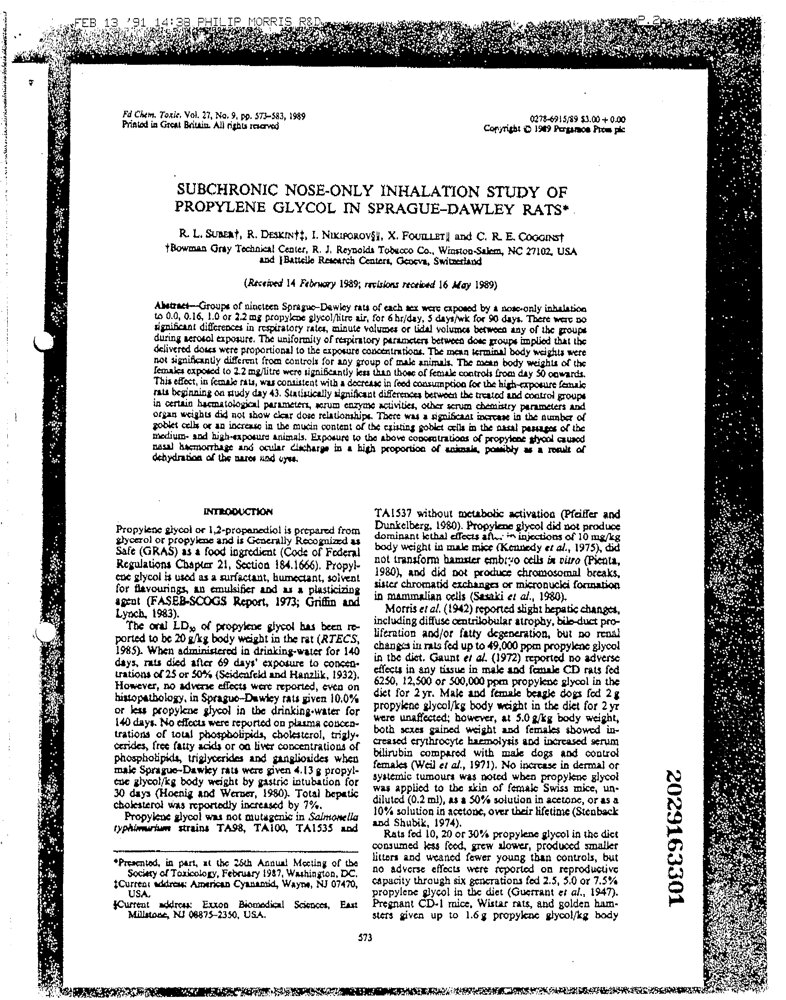 FEB 13 '91 14:38 PHILIP MORRIS R&D P.2
Fd Chem. Toxic. Vol. 27, No. 9, pp. 573–583, 1989
Printed in Great Britain. All rights reserved
0278-6915/89 $3.00 + 0.00
Copyright © 1989 Pergamon Press plc
SUBCHRONIC NOSE-ONLY INHALATION STUDY OF
PROPYLENE GLYCOL IN SPRAGUE–DAWLEY RATS*
R. L. SUBER†, R. DESKIN†‡, I. NIKIFOROV§, X. FOUILLET and C. R. E. COGGINS†
†Bowman Gray Technical Center, R. J. Reynolds Tobacco Co., Winston-Salem, NC 27102, USA
and Battelle Research Centers, Geneva, Switzerland
(Received 14 February 1989; revisions received 16 May 1989)
Abstract—Groups of nineteen Sprague–Dawley rats of each sex were exposed by a nose-only inhalation
to 0.0, 0.16, 1.0 or 2.2 mg propylene glycol/litre air, for 6 hr/day, 5 days/wk for 90 days. There were no
significant differences in respiratory rates, minute volumes or tidal volumes between any of the groups
during aerosol exposure. The uniformity of respiratory parameters between dose groups implied that the
delivered doses were proportional to the exposure concentrations. The mean terminal body weights were
not significantly different from controls for any group of male animals. The mean body weights of the
females exposed to 2.2 mg/litre were significantly less than those of female controls from day 50 onwards.
This effect, in female rats, was consistent with a decrease in feed consumption for the high-exposure female
rats beginning on study day 43. Statistically significant differences between the treated and control groups
in certain haematological parameters, serum enzyme activities, other serum chemistry parameters and
organ weights did not show clear dose relationships. There was a significant increase in the number of
goblet cells or an increase in the mucin content of the existing goblet cells in the nasal passages of the
medium- and high-exposure animals. Exposure to the above concentrations of propylene glycol caused
nasal haemorrhage and ocular discharge in a high proportion of animals, possibly as a result of
dehydration of the nares and eyes.
INTRODUCTION
Propylene glycol or 1,2-propanediol is prepared from
glycerol or propylene and is Generally Recognized as
Safe (GRAS) as a food ingredient (Code of Federal
Regulations Chapter 21, Section 184.1666). Propyl-
ene glycol is used as a surfactant, humectant, solvent
for flavourings, an emulsifier and as a plasticizing
agent (FASEB-SCOGS Report, 1973; Griffin and
Lynch, 1983).
The oral LD50 of propylene glycol has been re-
ported to be 20 g/kg body weight in the rat (RTECS,
1985). When administered in drinking-water for 140
days, rats died after 69 days' exposure to concen-
trations of 25 or 50% (Seidenfeld and Hanzlik, 1932).
However, no adverse effects were reported, even on
histopathology, in Sprague–Dawley rats given 10.0%
or less propylene glycol in the drinking-water for
140 days. No effects were reported on plasma concen-
trations of total phospholipids, cholesterol, trigly-
cerides, free fatty acids or on liver concentrations of
phospholipids, triglycerides and gangliosides when
male Sprague–Dawley rats were given 4.13 g propyl-
ene glycol/kg body weight by gastric intubation for
30 days (Hoenig and Werner, 1980). Total hepatic
cholesterol was reportedly increased by 7%.
Propylene glycol was not mutagenic in Salmonella
typhimurium strains TA98, TA100, TA1535 and
*Presented, in part, at the 26th Annual Meeting of the
Society of Toxicology, February 1987, Washington, DC.
‡Current address: American Cyanamid, Wayne, NJ 07470,
USA.
§Current address: Exxon Biomedical Sciences, East
Millstone, NJ 08875–2350, USA.
TA1537 without metabolic activation (Pfeiffer and
Dunkelberg, 1980). Propylene glycol did not produce
dominant lethal effects injections of 10 mg/kg
body weight in male mice (Kennedy et al., 1975), did
not transform hamster embryo cells in vitro (Pienta,
1980), and did not produce chromosomal breaks,
sister chromatid exchanges or micronuclei formation
in mammalian cells (Sasaki et al., 1980).
Morris et al. (1942) reported slight hepatic changes,
including diffuse centrilobular atrophy, bile-duct pro-
liferation and/or fatty degeneration, but no renal
changes in rats fed up to 49,000 ppm propylene glycol
in the diet. Gaunt et al. (1972) reported no adverse
effects in any tissue in male and female CD rats fed
6250, 12,500 or 500,000 ppm propylene glycol in the
diet for 2 yr. Male and female beagle dogs fed 2 g
propylene glycol/kg body weight in the diet for 2 yr
were unaffected; however, at 5.0 g/kg body weight,
both sexes gained weight and females showed in-
creased erythrocyte haemolysis and increased serum
bilirubin compared with male dogs and control
females (Weil et al., 1971). No increase in dermal or
systemic tumours was noted when propylene glycol
was applied to the skin of female Swiss mice, un-
diluted (0.2 ml), as a 50% solution in acetone, or as a
10% solution in acetone, over their lifetime (Stenback
and Shubik, 1974).
Rats fed 10, 20 or 30% propylene glycol in the diet
consumed less feed, grew slower, produced smaller
litters and weaned fewer young than controls, but
no adverse effects were reported on reproductive
capacity through six generations fed 2.5, 5.0 or 7.5%
propylene glycol in the diet (Guerrant et al., 1947).
Pregnant CD-1 mice, Wistar rats, and golden ham-
sters given up to 1.6 g propylene glycol/kg body
573
2029163301